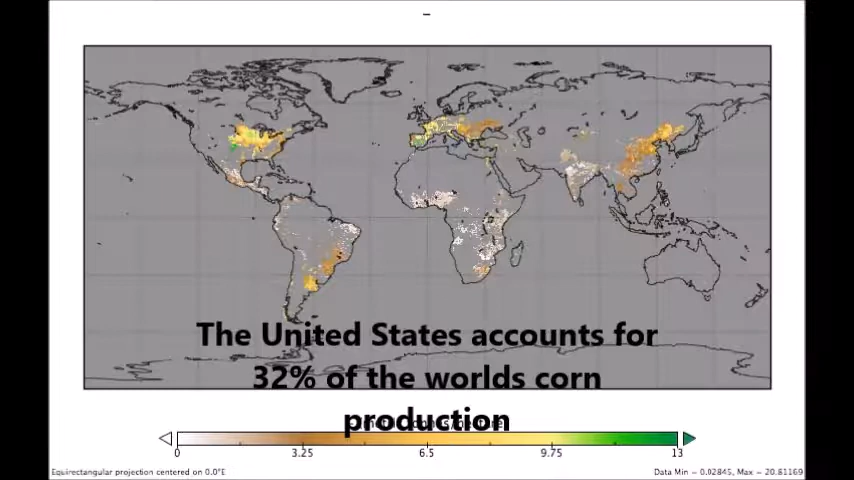 The United States accounts for
32% of the worlds corn
production
0 3.25 6.5 9.75 13
Equirectangular projection centered on 0.0°E
Data Min = 0.02845, Max = 20.81169